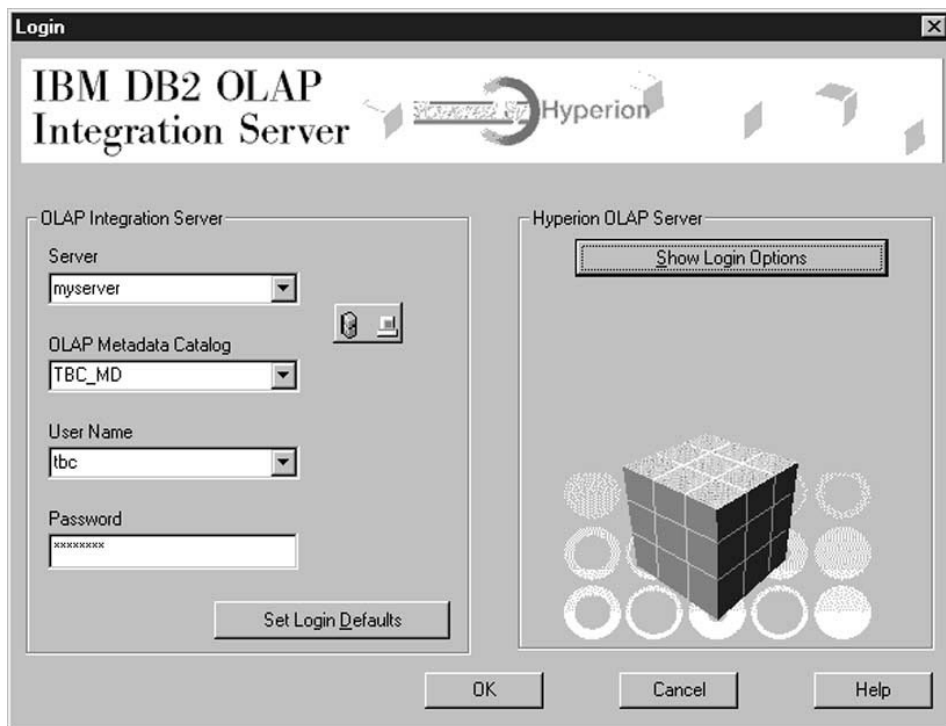 Login
IBM DB2 OLAP
Integration Server
Hyperion
OLAP Integration Server
Server
myserver
OLAP Metadata Catalog
TBC_MD
User Name
tbc
Password
********
Set Login Defaults
Hyperion OLAP Server
Show Login Options
OK
Cancel
Help